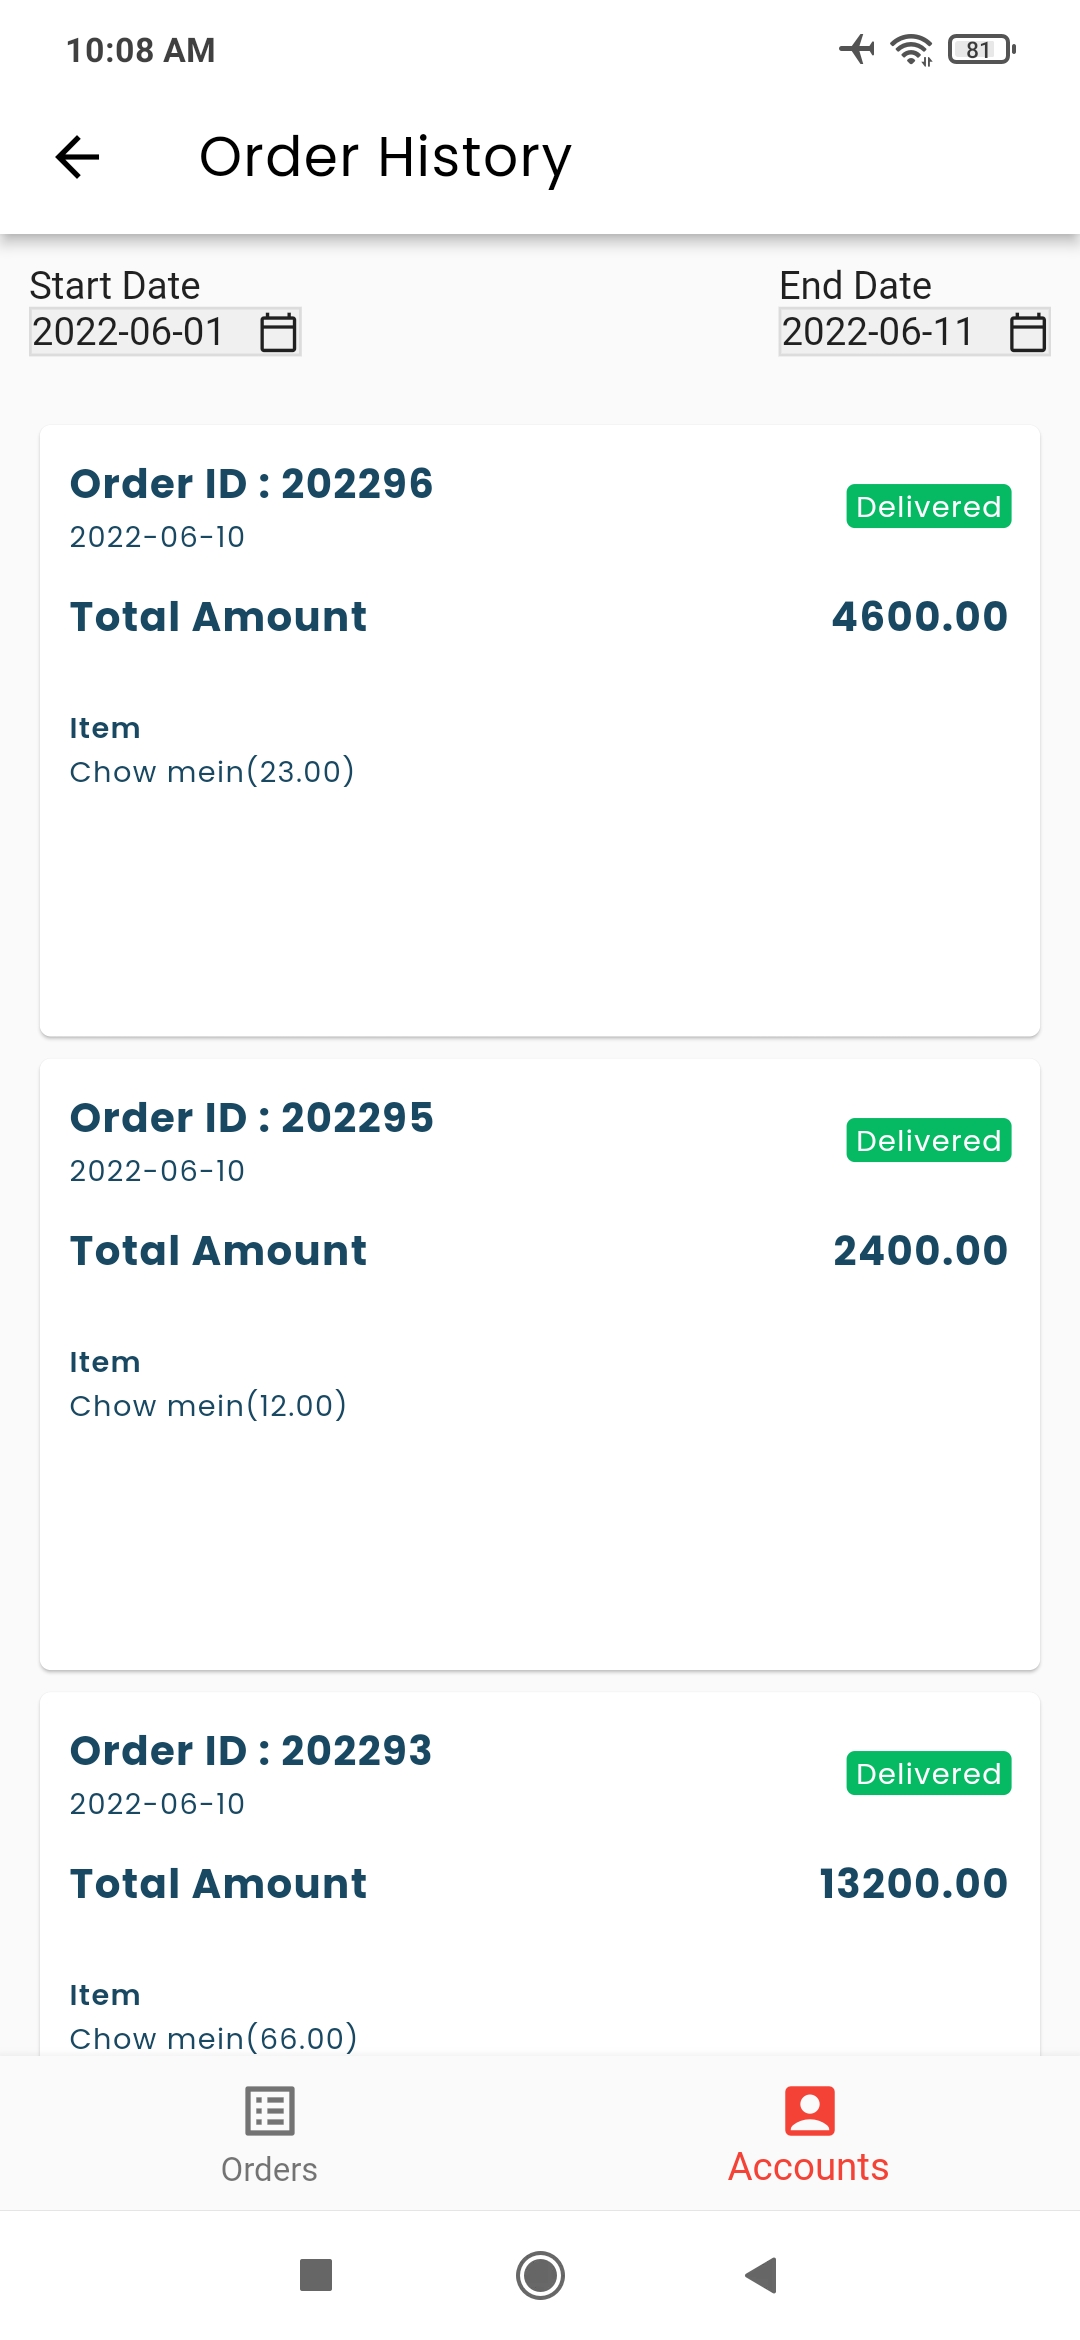 10:08 AM
81
Order History
Start Date
End Date
2022-06-01
2022-06-11
Order ID : 202296
Delivered
2022-06-10
Total Amount
4600.00
Item
Chow mein(23.00)
Order ID : 202295
Delivered
2022-06-10
Total Amount
2400.00
Item
Chow mein(12.00)
Order ID : 202293
Delivered
2022-06-10
Total Amount
13200.00
Item
Chow mein(66.00)
Orders
Accounts